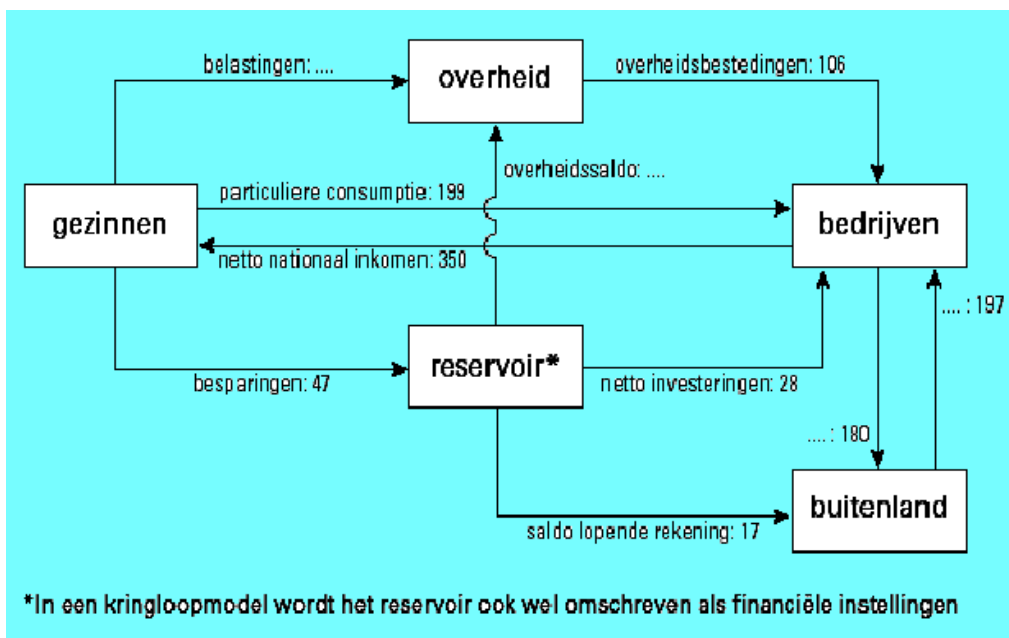 belastingen: ....
overheid
overheidsbestedingen: 106
overheidssaldo: ....
particuliere consumptie: 199
gezinnen
bedrijven
netto nationaal inkomen: 350
.... : 197
reservoir*
besparingen: 47
netto investeringen: 28
.... : 180
buitenland
saldo lopende rekening: 17
*In een kringloopmodel wordt het reservoir ook wel omschreven als financiële instellingen